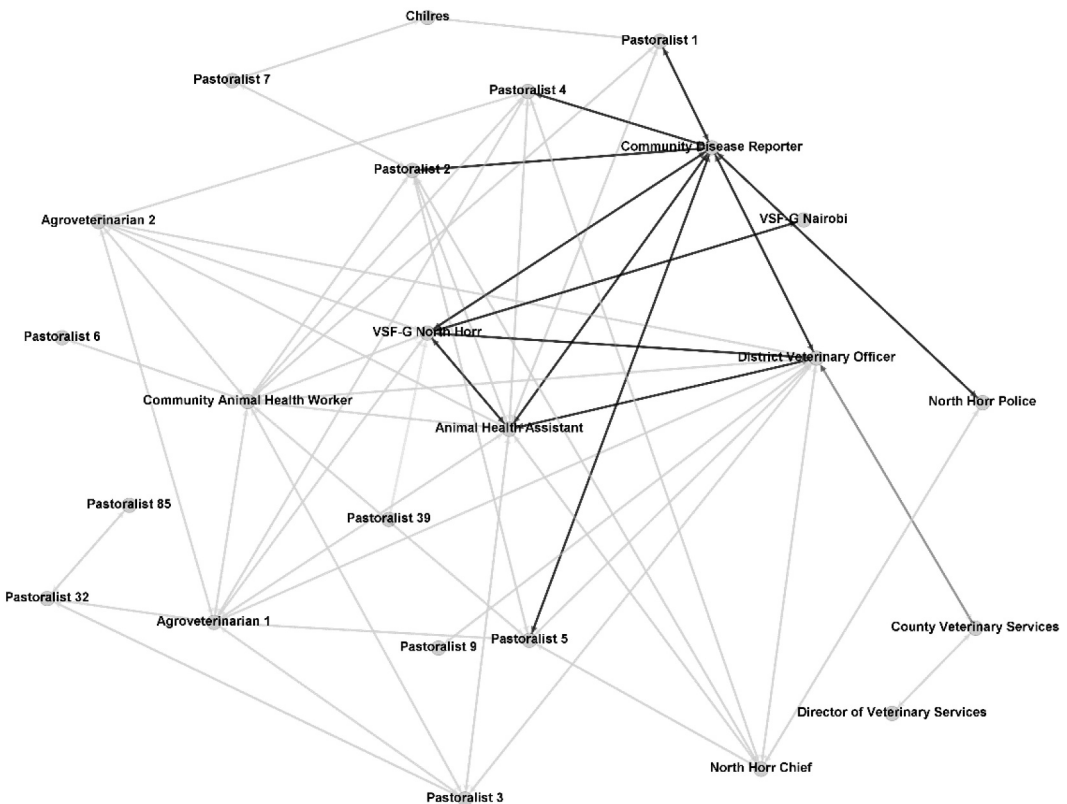 Chilres
Pastoralist 1
Pastoralist 7
Pastoralist 4
Community Disease Reporter
Pastoralist 2
Agroveterinarian 2
VSF-G Nairobi
VSF-G North Horr
Pastoralist 6
District Veterinary Officer
Community Animal Health Worker
North Horr Police
Animal Health Assistant
Pastoralist 85
Pastoralist 39
Pastoralist 32
Agroveterinarian 1
County Veterinary Services
Pastoralist 9
Pastoralist 5
Director of Veterinary Services
North Horr Chief
Pastoralist 3